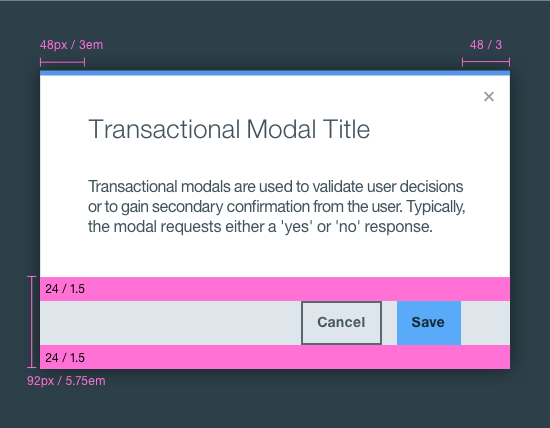 48px / 3em
48 / 3
×
Transactional Modal Title
Transactional modals are used to validate user decisions
or to gain secondary confirmation from the user. Typically,
the modal requests either a 'yes' or 'no' response.
24 / 1.5
Cancel
Save
24 / 1.5
92px / 5.75em